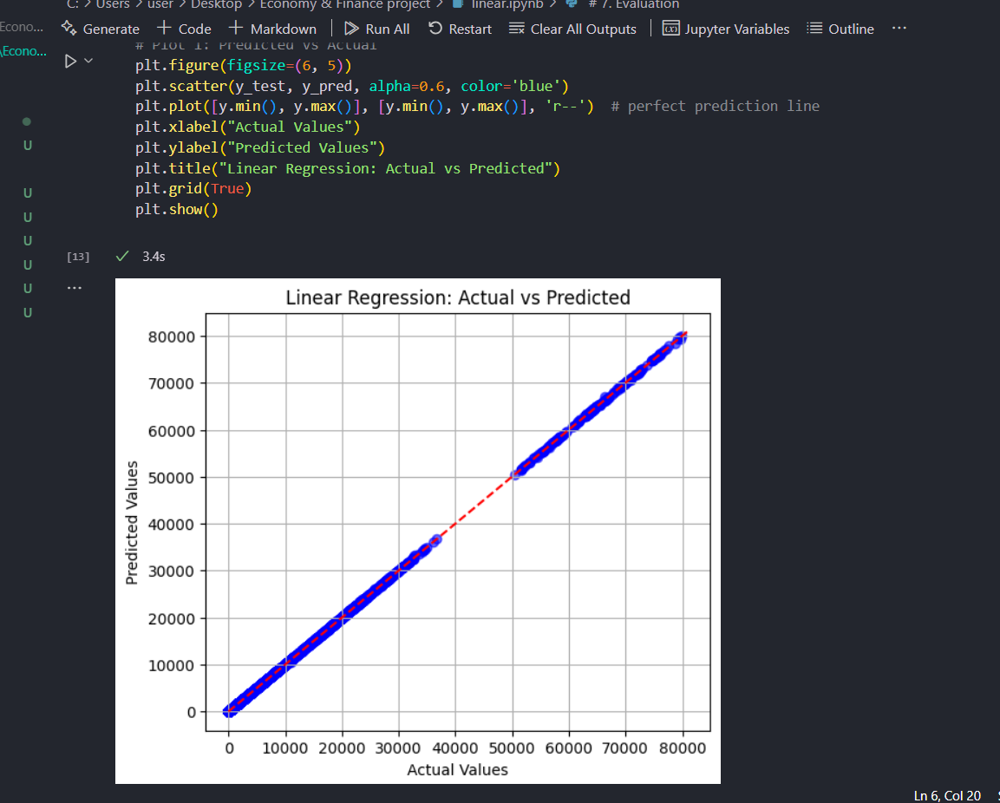 C: > Users > user > Desktop > Economy & Finance project > linear.ipynb > # 7. Evaluation
Econo...
Generate + Code + Markdown Run All Restart Clear All Outputs Jupyter Variables Outline ...
\Econo...
# Plot 1: Predicted vs Actual
plt.figure(figsize=(6, 5))
plt.scatter(y_test, y_pred, alpha=0.6, color='blue')
plt.plot([y.min(), y.max()], [y.min(), y.max()], 'r--')  # perfect prediction line
plt.xlabel("Actual Values")
plt.ylabel("Predicted Values")
plt.title("Linear Regression: Actual vs Predicted")
plt.grid(True)
plt.show()
U
U
U
U
U
U
U
[13] 3.4s
...
Linear Regression: Actual vs Predicted
Predicted Values
80000
70000
60000
50000
40000
30000
20000
10000
0
0 10000 20000 30000 40000 50000 60000 70000 80000
Actual Values
Ln 6, Col 20